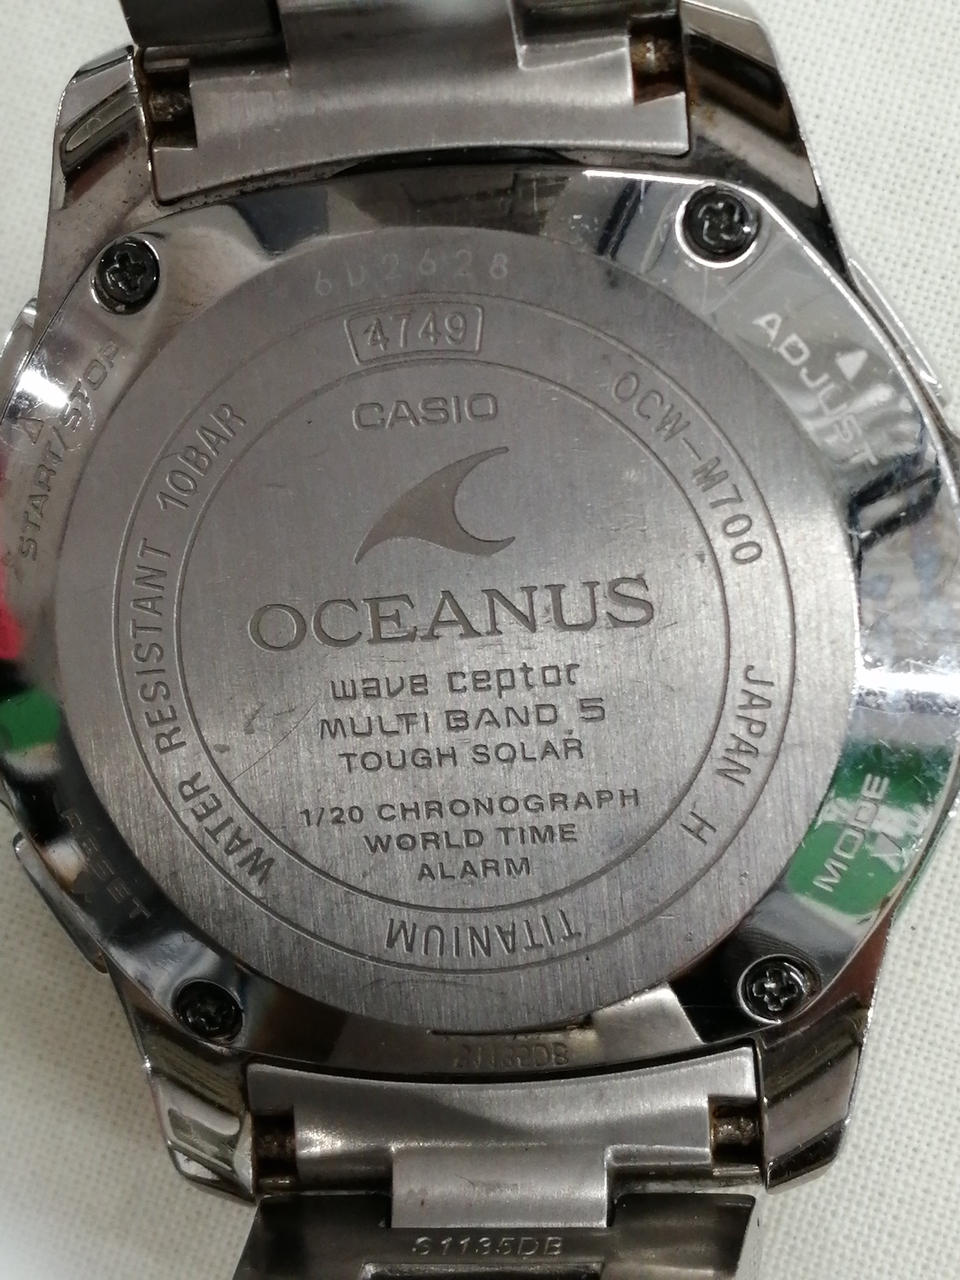 6D2628
4749
CASIO
OCEANUS
wave ceptor
MULTI BAND 5
TOUGH SOLAR
1/20 CHRONOGRAPH
WORLD TIME
ALARM
WATER RESISTANT 10BAR
OCW-M700
JAPAN H
TITANIUM
START/STOP
ADJUST
RESET
MODE
S1135DB